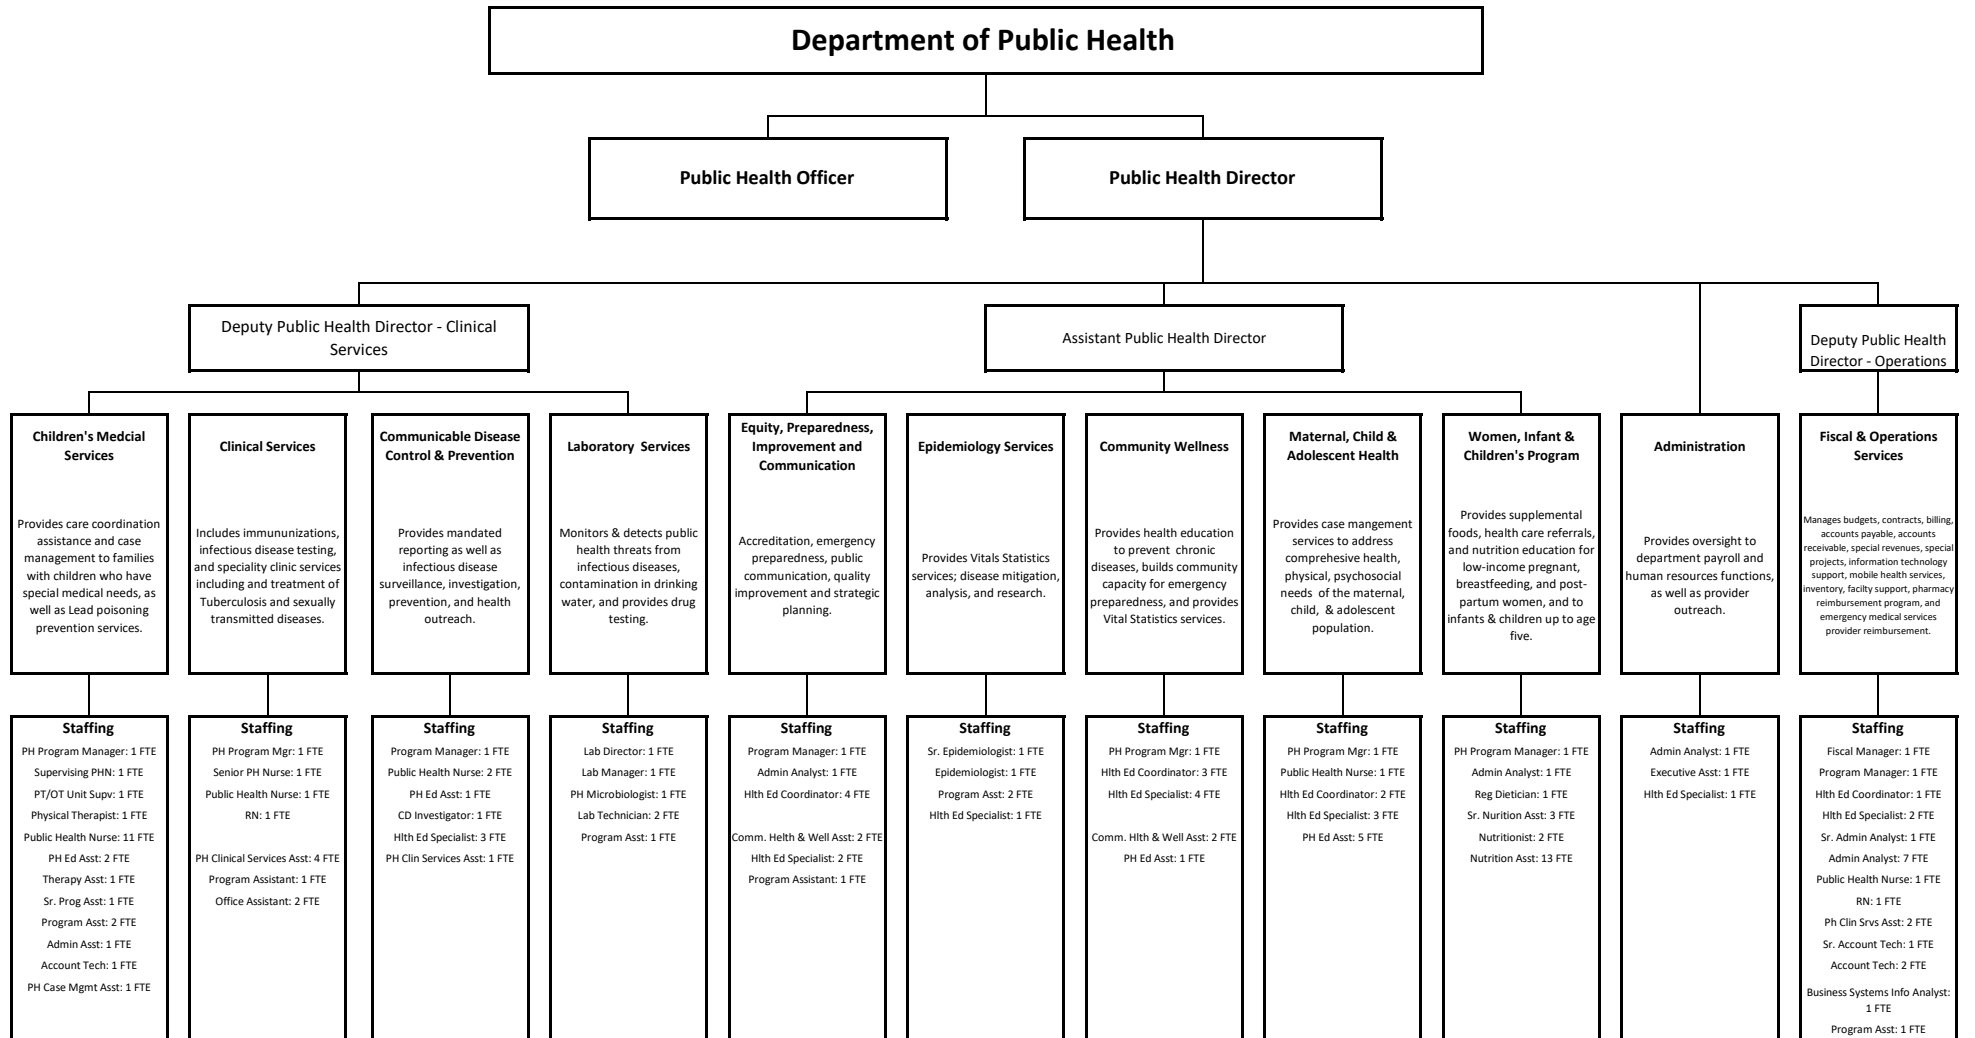 Department of Public Health
Public Health Officer
Public Health Director
Deputy Public Health Director - Clinical
Services
Assistant Public Health Director
Deputy Public Health
Director - Operations
Children's Medcial
Services
Provides care coordination
assistance and case
management to families
with children who have
special medical needs, as
well as Lead poisoning
prevention services.
Clinical Services
Includes immununizations,
infectious disease testing,
and speciality clinic services
including and treatment of
Tuberculosis and sexually
transmitted diseases.
Communicable Disease
Control & Prevention
Provides mandated
reporting as well as
infectious disease
surveillance, investigation,
prevention, and health
outreach.
Laboratory  Services
Monitors & detects public
health threats from
infectious diseases,
contamination in drinking
water, and provides drug
testing.
Equity, Preparedness,
Improvement and
Communication
Accreditation, emergency
preparedness, public
communication, quality
improvement and strategic
planning.
Epidemiology Services
Provides Vitals Statistics
services; disease mitigation,
analysis, and research.
Community Wellness
Provides health education
to prevent  chronic
diseases, builds community
capacity for emergency
preparedness, and provides
Vital Statistics services.
Maternal, Child &
Adolescent Health
Provides case mangement
services to address
comprehesive health,
physical, psychosocial
needs  of the maternal,
child,  & adolescent
population.
Women, Infant &
Children's Program
Provides supplemental
foods, health care referrals,
and nutrition education for
low-income pregnant,
breastfeeding, and post-
partum women, and to
infants & children up to age
five.
Administration
Provides oversight to
department payroll and
human resources functions,
as well as provider
outreach.
Fiscal & Operations
Services
Manages budgets, contracts, billing,
accounts payable, accounts
receivable, special revenues, special
projects, information technology
support, mobile health services,
inventory, facilty support, pharmacy
reimbursement program, and
emergency medical services
provider reimbursement.
Staffing
PH Program Manager: 1 FTE
Supervising PHN: 1 FTE
PT/OT Unit Supv: 1 FTE
Physical Therapist: 1 FTE
Public Health Nurse: 11 FTE
PH Ed Asst: 2 FTE
Therapy Asst: 1 FTE
Sr. Prog Asst: 1 FTE
Program Asst: 2 FTE
Admin Asst: 1 FTE
Account Tech: 1 FTE
PH Case Mgmt Asst: 1 FTE
Staffing
PH Program Mgr: 1 FTE
Senior PH Nurse: 1 FTE
Public Health Nurse: 1 FTE
RN: 1 FTE
PH Clinical Services Asst: 4 FTE
Program Assistant: 1 FTE
Office Assistant: 2 FTE
Staffing
Program Manager: 1 FTE
Public Health Nurse: 2 FTE
PH Ed Asst: 1 FTE
CD Investigator: 1 FTE
Hlth Ed Specialist: 3 FTE
PH Clin Services Asst: 1 FTE
Staffing
Lab Director: 1 FTE
Lab Manager: 1 FTE
PH Microbiologist: 1 FTE
Lab Technician: 2 FTE
Program Asst: 1 FTE
Staffing
Program Manager: 1 FTE
Admin Analyst: 1 FTE
Hlth Ed Coordinator: 4 FTE
Comm. Helth & Well Asst: 2 FTE
Hlth Ed Specialist: 2 FTE
Program Assistant: 1 FTE
Staffing
Sr. Epidemiologist: 1 FTE
Epidemiologist: 1 FTE
Program Asst: 2 FTE
Hlth Ed Specialist: 1 FTE
Staffing
PH Program Mgr: 1 FTE
Hlth Ed Coordinator: 3 FTE
Hlth Ed Specialist: 4 FTE
Comm. Hlth & Well Asst: 2 FTE
PH Ed Asst: 1 FTE
Staffing
PH Program Mgr: 1 FTE
Public Health Nurse: 1 FTE
Hlth Ed Coordinator: 2 FTE
Hlth Ed Specialist: 3 FTE
PH Ed Asst: 5 FTE
Staffing
PH Program Manager: 1 FTE
Admin Analyst: 1 FTE
Reg Dietician: 1 FTE
Sr. Nurition Asst: 3 FTE
Nutritionist: 2 FTE
Nutrition Asst: 13 FTE
Staffing
Admin Analyst: 1 FTE
Executive Asst: 1 FTE
Hlth Ed Specialist: 1 FTE
Staffing
Fiscal Manager: 1 FTE
Program Manager: 1 FTE
Hlth Ed Coordinator: 1 FTE
Hlth Ed Specialist: 2 FTE
Sr. Admin Analyst: 1 FTE
Admin Analyst: 7 FTE
Public Health Nurse: 1 FTE
RN: 1 FTE
Ph Clin Srvs Asst: 2 FTE
Sr. Account Tech: 1 FTE
Account Tech: 2 FTE
Business Systems Info Analyst:
1 FTE
Program Asst: 1 FTE